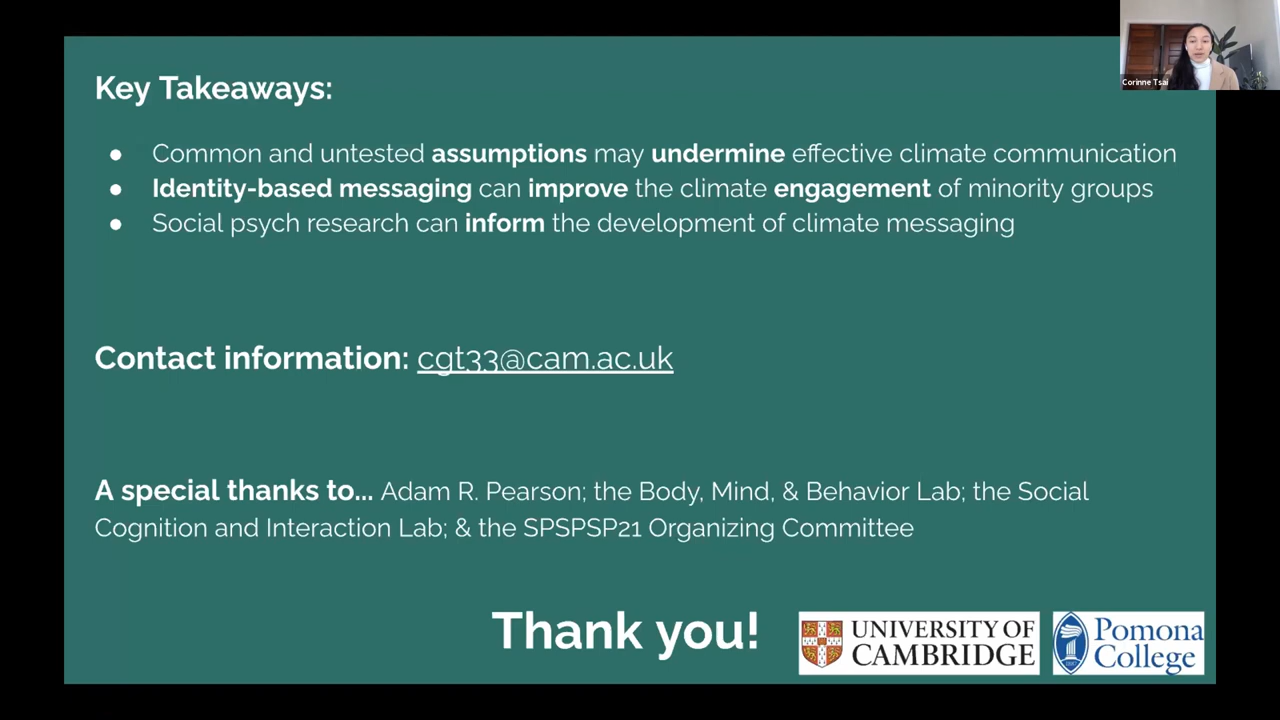 Corinne Tsai
Key Takeaways:
● Common and untested assumptions may undermine effective climate communication
● Identity-based messaging can improve the climate engagement of minority groups
● Social psych research can inform the development of climate messaging
Contact information: cgt33@cam.ac.uk
A special thanks to... Adam R. Pearson; the Body, Mind, & Behavior Lab; the Social
Cognition and Interaction Lab; & the SPSPSP21 Organizing Committee
Thank you!
UNIVERSITY OF
CAMBRIDGE
Pomona
College